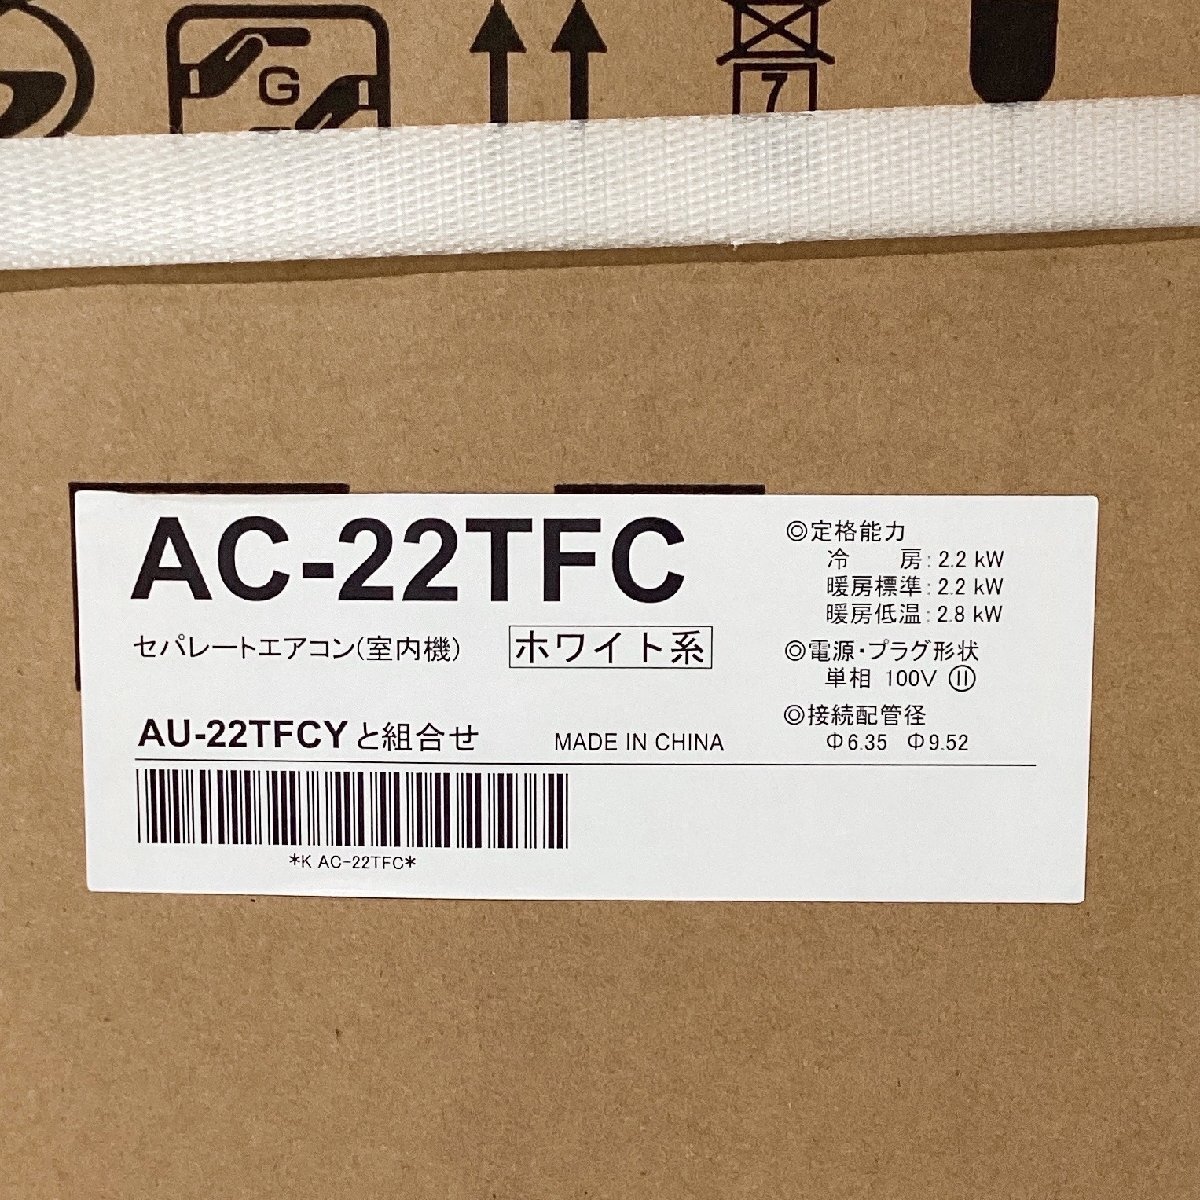 G
7
AC-22TFC
セパレートエアコン(室内機)
ホワイト系
AU-22TFCYと組合せ
MADE IN CHINA
*K AC-22TFC*
◎定格能力
冷　房:2.2 kW
暖房標準:2.2 kW
暖房低温:2.8 kW
◎電源・プラグ形状
単相 100V
◎接続配管径
Φ6.35 Φ9.52